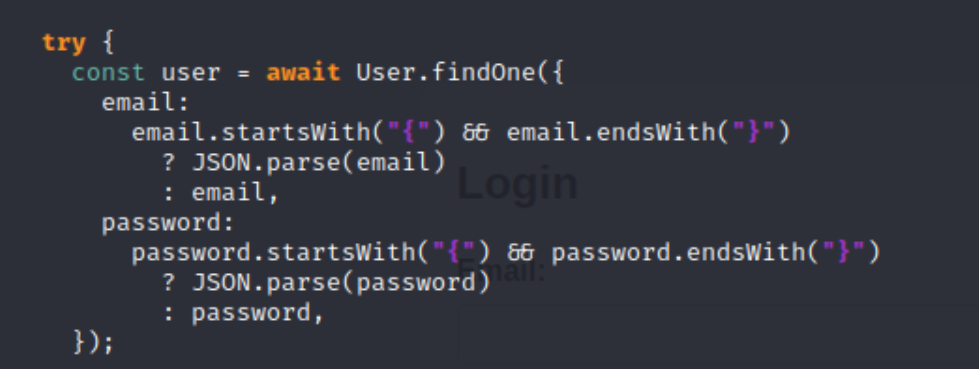 try {
const user = await User.findOne({
email:
email.startsWith("{") && email.endsWith("}")
? JSON.parse(email)
: email,
Login
password:
password.startsWith("{") && password.endsWith("}")
Email:
? JSON.parse(password)
: password,
});